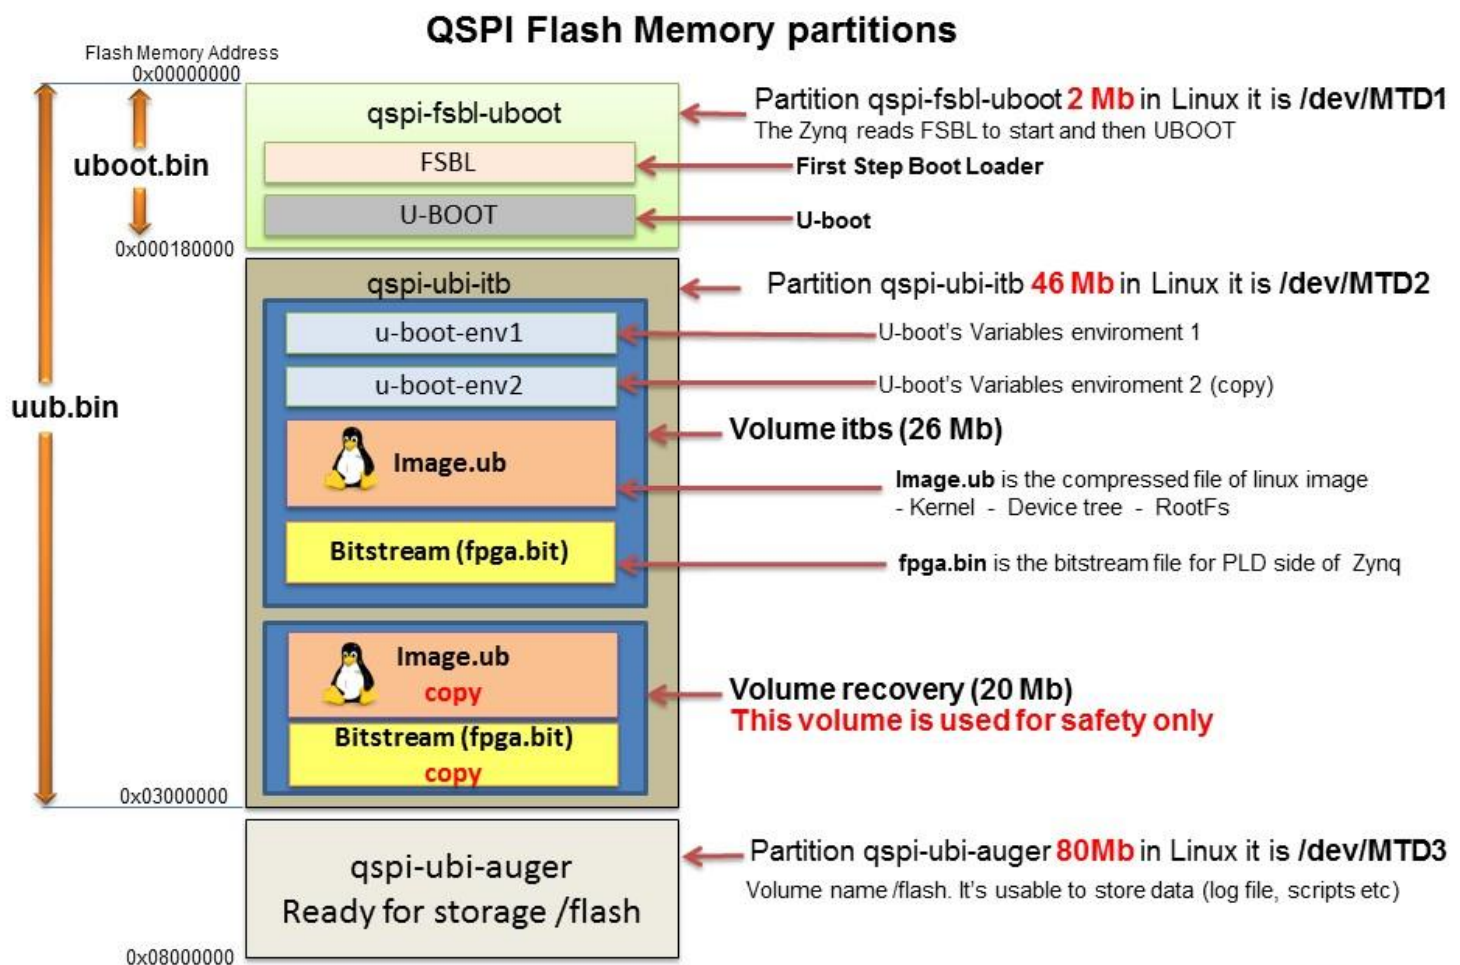 QSPI Flash Memory partitions
Flash Memory Address
0x00000000
Partition qspi-fsbl-uboot 2 Mb in Linux it is /dev/MTD1
The Zynq reads FSBL to start and then UBOOT
qspi-fsbl-uboot
uboot.bin
FSBL
First Step Boot Loader
U-BOOT
U-boot
0x000180000
qspi-ubi-itb
Partition qspi-ubi-itb 46 Mb in Linux it is /dev/MTD2
u-boot-env1
U-boot's Variables enviroment 1
u-boot-env2
U-boot's Variables enviroment 2 (copy)
uub.bin
Volume itbs (26 Mb)
Image.ub
Image.ub is the compressed file of linux image
- Kernel - Device tree - RootFs
Bitstream (fpga.bit)
fpga.bin is the bitstream file for PLD side of Zynq
Image.ub
copy
Volume recovery (20 Mb)
This volume is used for safety only
Bitstream (fpga.bit)
copy
0x03000000
Partition qspi-ubi-auger 80Mb in Linux it is /dev/MTD3
Volume name /flash. It's usable to store data (log file, scripts etc)
qspi-ubi-auger
Ready for storage /flash
0x08000000